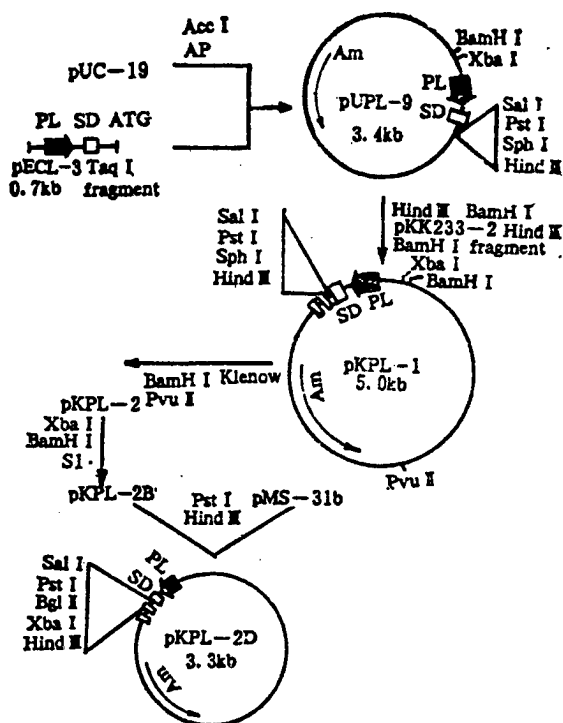 Acc I
AP
pUC-19
PL SD ATG
pECL-3 Taq I
0.7kb fragment
Am
pUPL-9
3.4kb
BamH I
Xba I
PL
SD
Sal I
Pst I
Sph I
Hind Ⅲ
Hind Ⅲ BamH I
pKK233-2 Hind Ⅲ
BamH I fragment
Sal I
Pst I
Sph I
Hind Ⅲ
SD
PL
Xba I
BamH I
pKPL-1
5.0kb
Am
Pvu Ⅱ
BamH I Klenow
Pvu Ⅱ
pKPL-2
Xba I
BamH I
S1
pKPL-2B'
Pst I
Hind Ⅲ
pMS-31b
Sal I
Pst I
Bgl Ⅱ
Xba I
Hind Ⅲ
SD
PL
pKPL-2D
3.3kb
Am